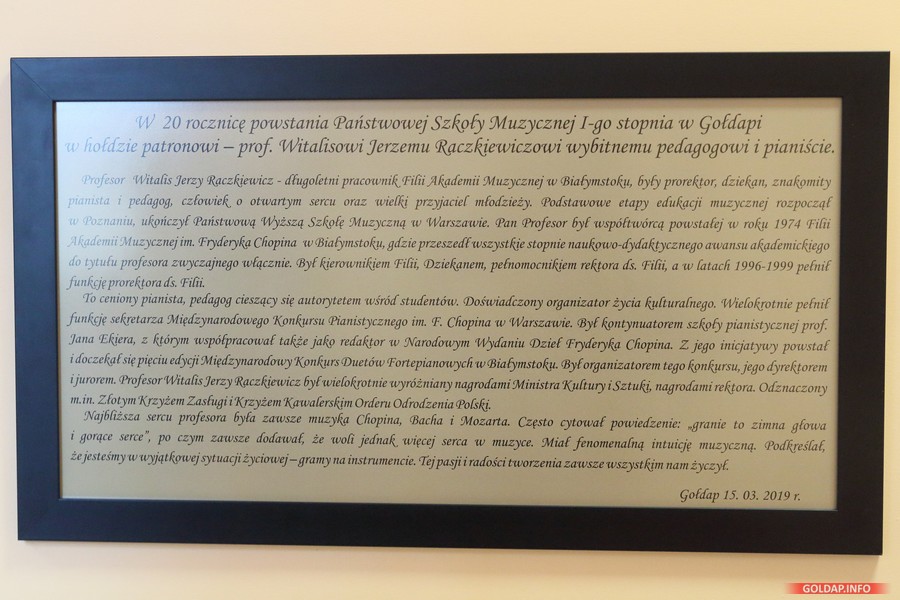 W 20 rocznicę powstania Państwowej Szkoły Muzycznej I-go stopnia w Gołdapi
w hołdzie patronowi – prof. Witalisowi Jerzemu Raczkiewiczowi wybitnemu pedagogowi i pianiście.
Profesor Witalis Jerzy Raczkiewicz - długoletni pracownik Filii Akademii Muzycznej w Białymstoku, były prorektor, dziekan, znakomity
pianista i pedagog, człowiek o otwartym sercu oraz wielki przyjaciel młodzieży. Podstawowe etapy edukacji muzycznej rozpoczął
w Poznaniu, ukończył Państwową Wyższą Szkołę Muzyczną w Warszawie. Pan Profesor był współtwórcą powstałej w roku 1974 Filii
Akademii Muzycznej im. Fryderyka Chopina w Białymstoku, gdzie przeszedł wszystkie stopnie naukowo-dydaktycznego awansu akademickiego
do tytułu profesora zwyczajnego włącznie. Był kierownikiem Filii, Dziekanem, pełnomocnikiem rektora ds. Filii, a w latach 1996-1999 pełnił
funkcję prorektora ds. Filii.
To ceniony pianista, pedagog cieszący się autorytetem wśród studentów. Doświadczony organizator życia kulturalnego. Wielokrotnie pełnił
funkcję sekretarza Międzynarodowego Konkursu Pianistycznego im. F. Chopina w Warszawie. Był kontynuatorem szkoły pianistycznej prof.
Jana Ekiera, z którym współpracował także jako redaktor w Narodowym Wydaniu Dzieł Fryderyka Chopina. Z jego inicjatywy powstał
i doczekał się pięciu edycji Międzynarodowy Konkurs Duetów Fortepianowych w Białymstoku. Był organizatorem tego konkursu, jego dyrektorem
i jurorem. Profesor Witalis Jerzy Raczkiewicz był wielokrotnie wyróżniany nagrodami Ministra Kultury i Sztuki, nagrodami rektora. Odznaczony
m.in. Złotym Krzyżem Zasługi i Krzyżem Kawalerskim Orderu Odrodzenia Polski.
Najbliższa sercu profesora była zawsze muzyka Chopina, Bacha i Mozarta. Często cytował powiedzenie: „granie to zimna głowa
i gorące serce”, po czym zawsze dodawał, że woli jednak więcej serca w muzyce. Miał fenomenalną intuicję muzyczną. Podkreślał,
że jesteśmy w wyjątkowej sytuacji życiowej – gramy na instrumencie. Tej pasji i radości tworzenia zawsze wszystkim nam życzył.
Gołdap 15. 03. 2019 r.
GOLDAP.INFO